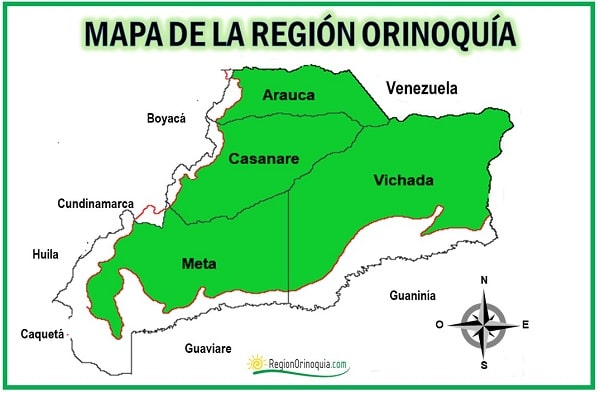 MAPA DE LA REGIÓN ORINOQUÍA
Arauca
Venezuela
Boyacá
Casanare
Vichada
Cundinamarca
Huila
Meta
Guaninía
Caquetá
Guaviare
N
O
E
S
RegionOrinoquia.com